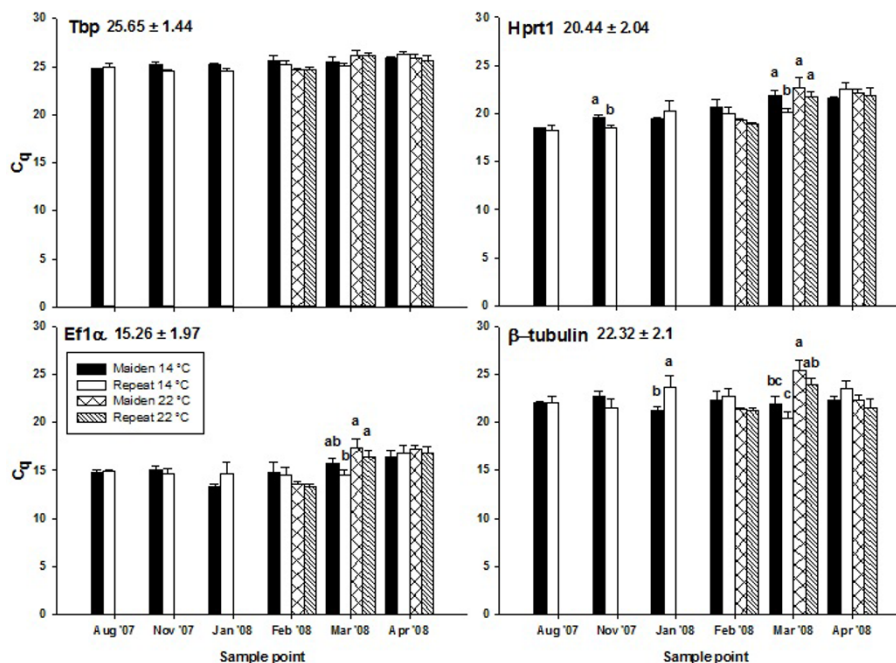 Tbp 25.65 ± 1.44
30
25
20
15
10
5
0
Cq
Hprt1 20.44 ± 2.04
30
25
20
15
10
5
0
a
b
a
b
a
a
Ef1α 15.26 ± 1.97
30
25
20
15
10
5
0
Cq
Maiden 14 °C
Repeat 14 °C
Maiden 22 °C
Repeat 22 °C
ab
b
a
a
Aug '07 Nov '07 Jan '08 Feb '08 Mar '08 Apr '08
Sample point
β–tubulin 22.32 ± 2.1
30
25
20
15
10
5
0
b
a
bc
c
a
ab
Aug '07 Nov '07 Jan '08 Feb '08 Mar '08 Apr '08
Sample point